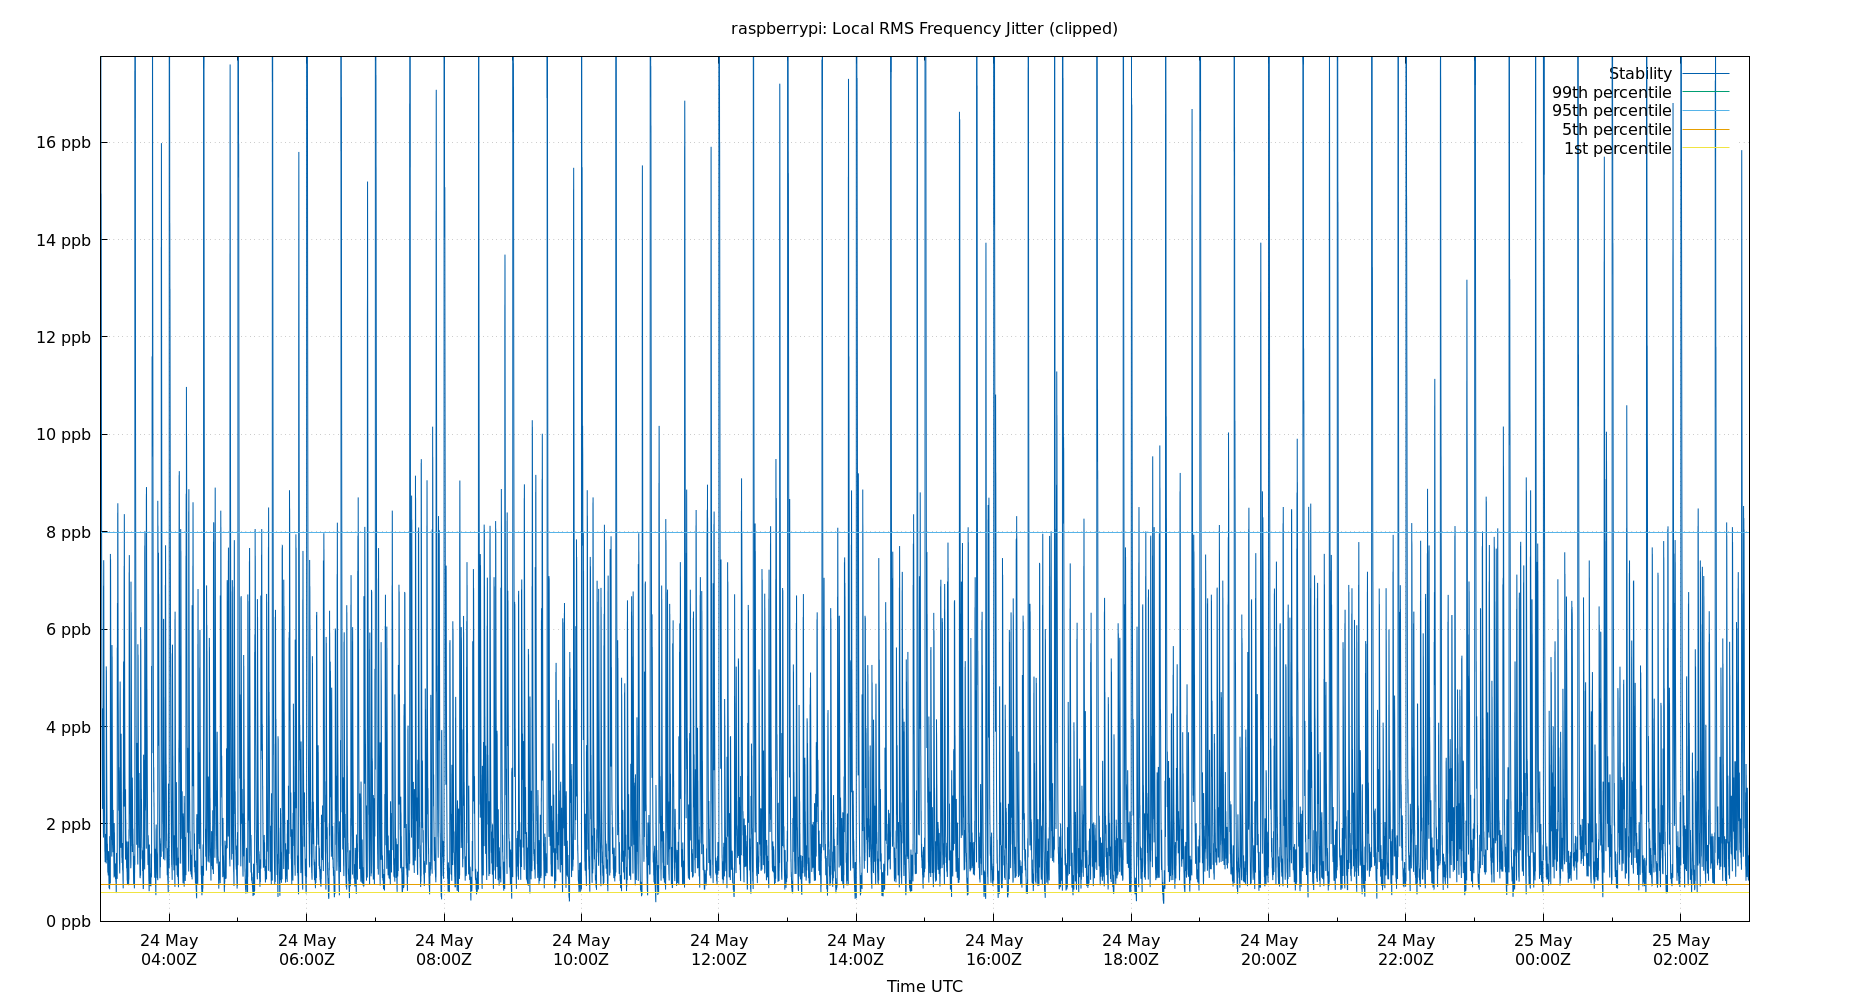 raspberrypi: Local RMS Frequency Jitter (clipped)
Stability
99th percentile
95th percentile
5th percentile
1st percentile
16 ppb
14 ppb
12 ppb
10 ppb
8 ppb
6 ppb
4 ppb
2 ppb
0 ppb
24 May 24 May 24 May 24 May 24 May 24 May 24 May 24 May 24 May 24 May 25 May 25 May
04:00Z 06:00Z 08:00Z 10:00Z 12:00Z 14:00Z 16:00Z 18:00Z 20:00Z 22:00Z 00:00Z 02:00Z
Time UTC